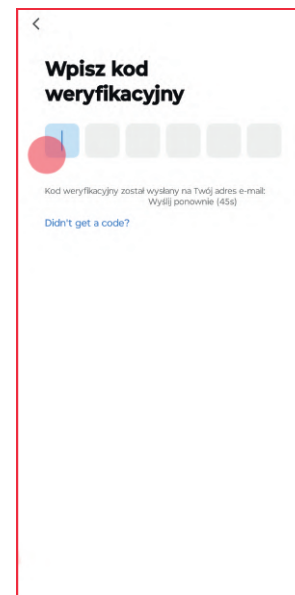 Wpisz kod
weryfikacyjny
Kod weryfikacyjny został wysłany na Twój adres e-mail:
Wyślij ponownie (45s)
Didn't get a code?